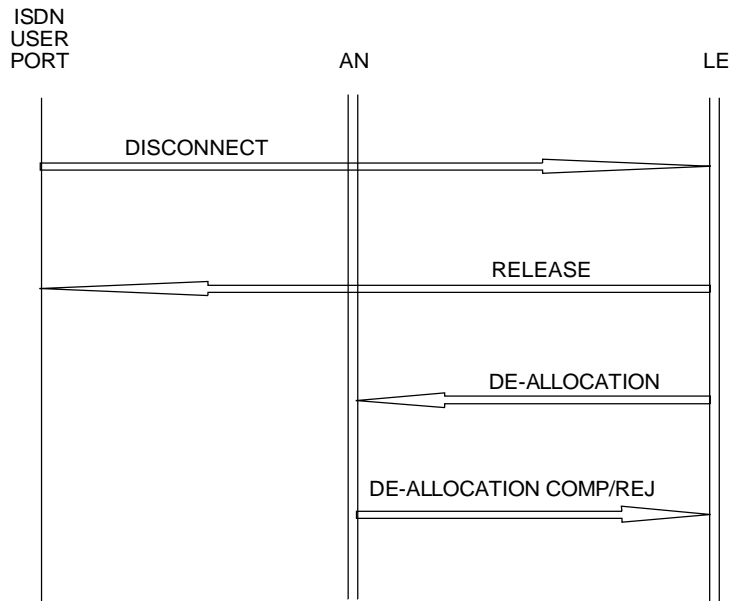 ISDN
USER
PORT
AN
LE
DISCONNECT
RELEASE
DE-ALLOCATION
DE-ALLOCATION COMP/REJ